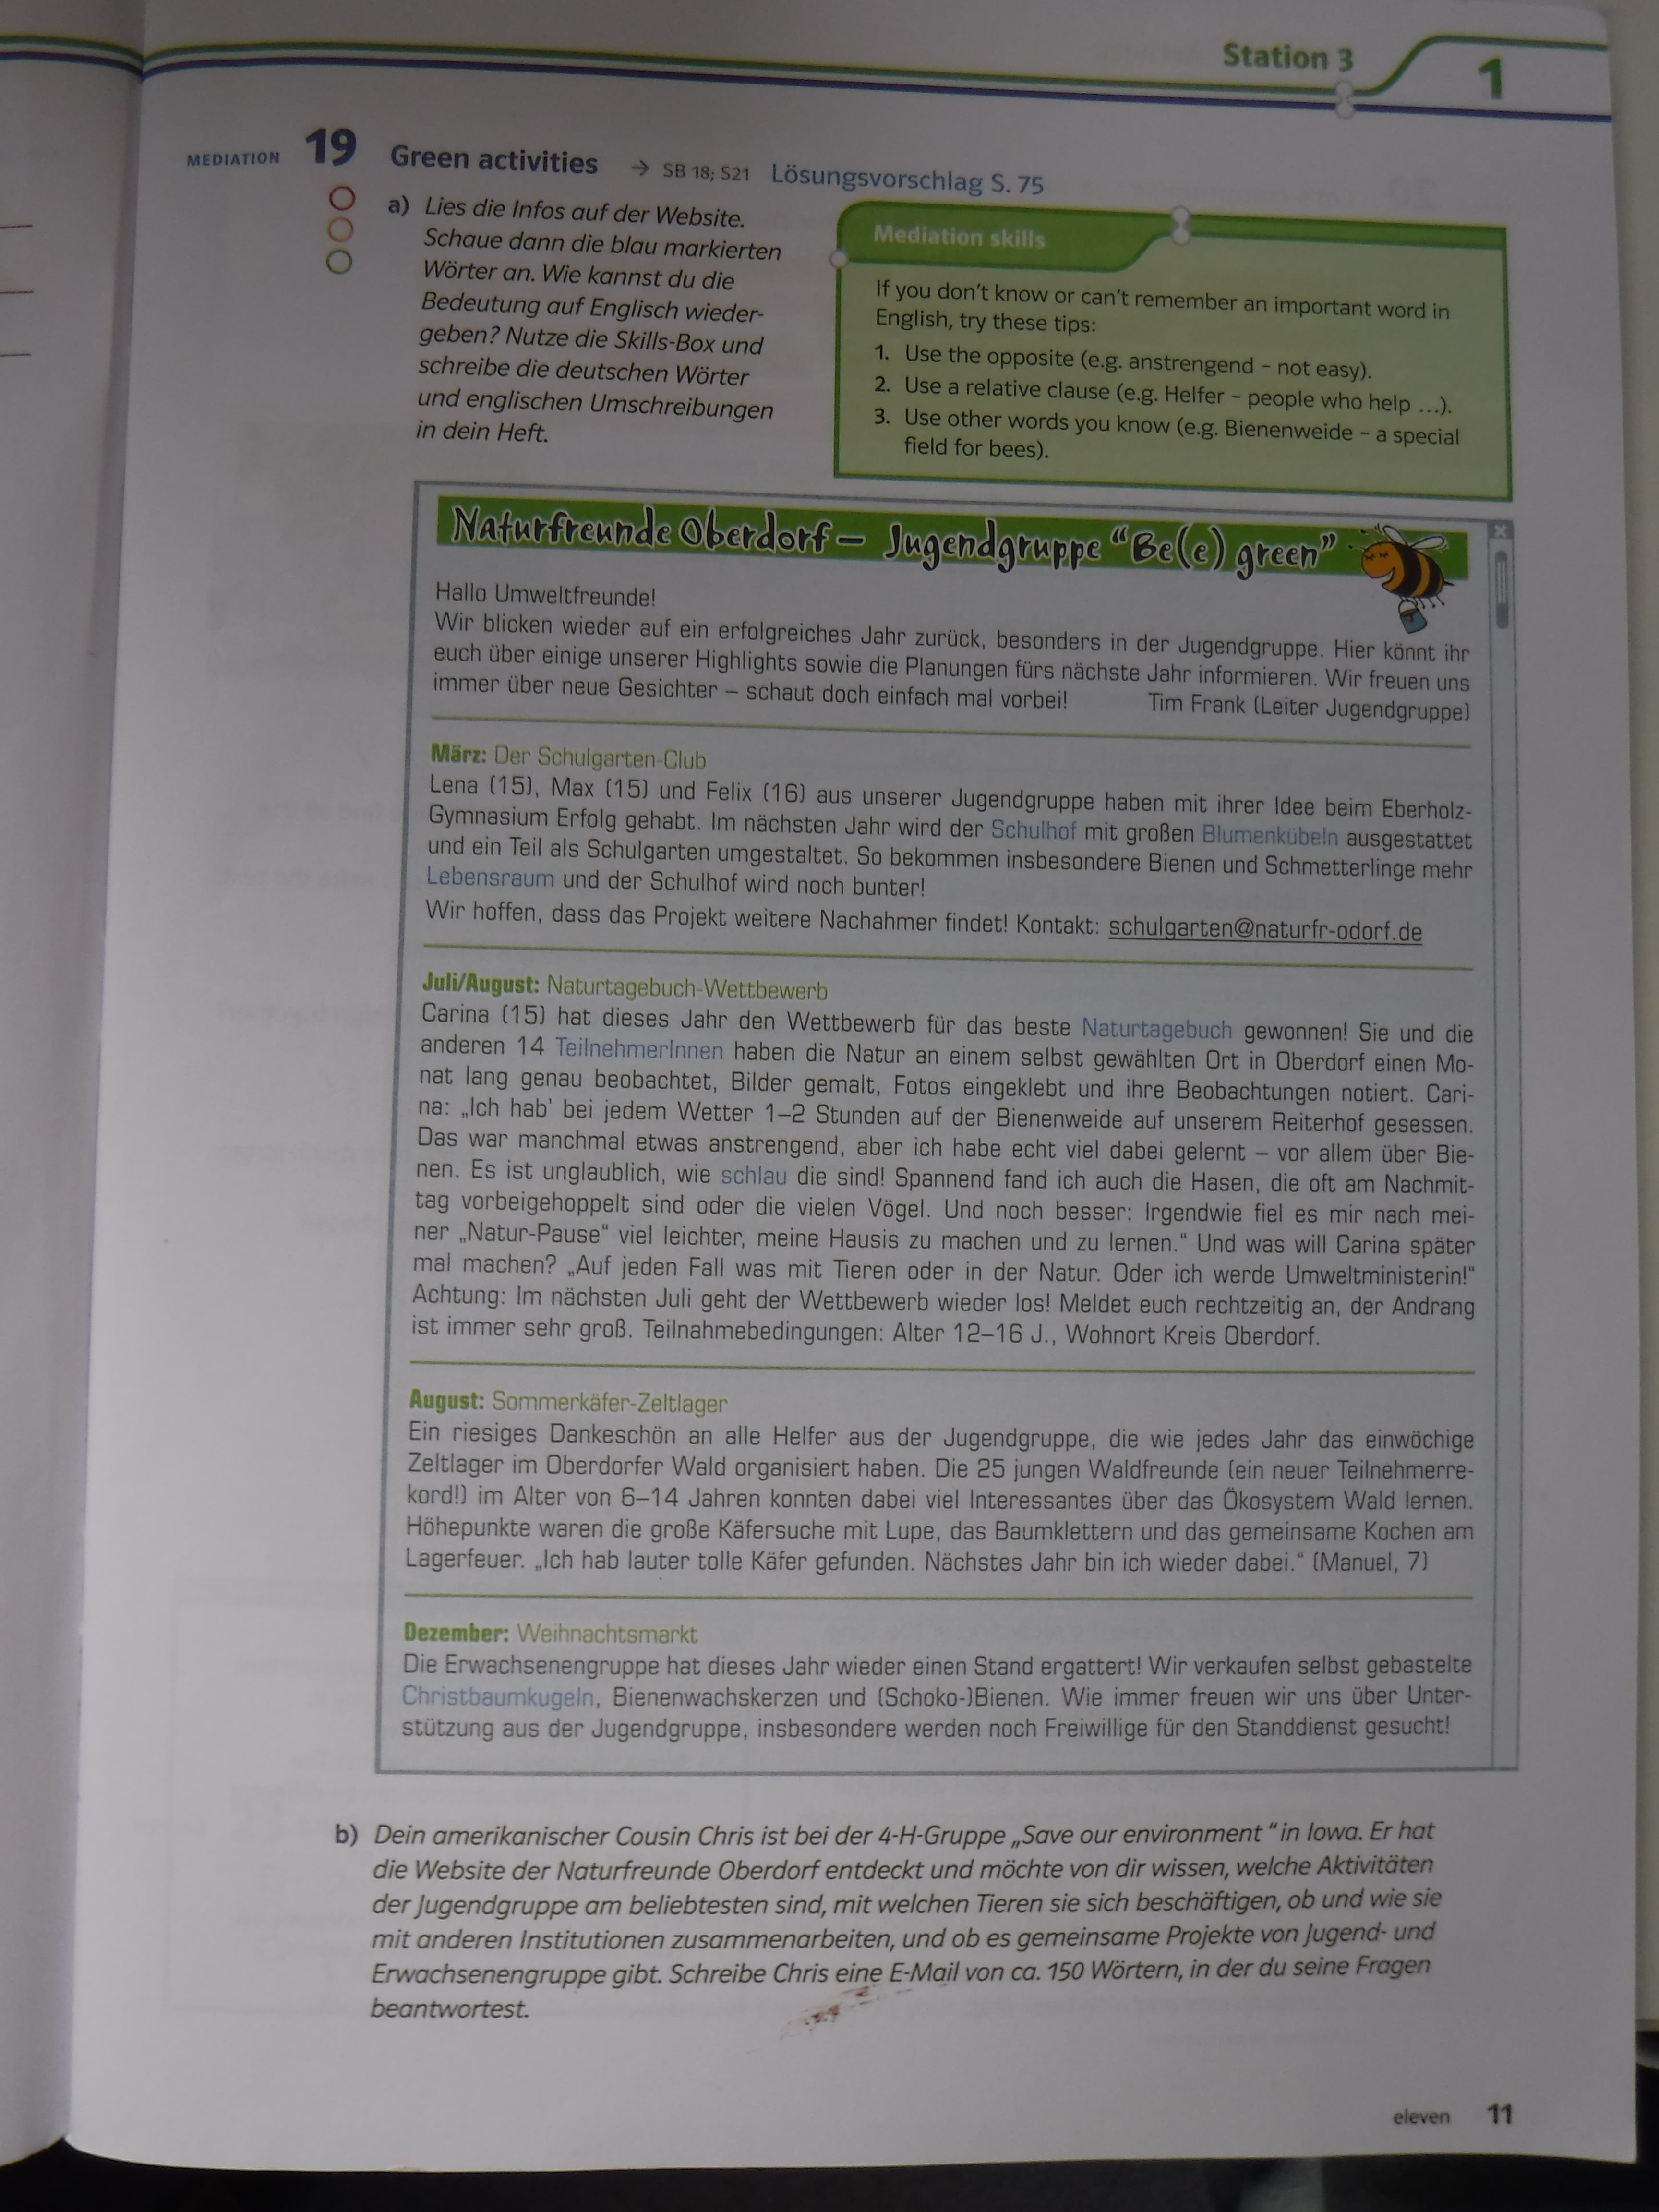 Station 3
1
MEDIATION 19 Green activities → SB 18; S21 Lösungsvorschlag S. 75
a) Lies die Infos auf der Website.
Schaue dann die blau markierten
Wörter an. Wie kannst du die
Bedeutung auf Englisch wieder-
geben? Nutze die Skills-Box und
schreibe die deutschen Wörter
und englischen Umschreibungen
in dein Heft.
Mediation skills
If you don't know or can't remember an important word in
English, try these tips:
1. Use the opposite (e.g. anstrengend – not easy).
2. Use a relative clause (e.g. Helfer – people who help …).
3. Use other words you know (e.g. Bienenweide – a special
field for bees).
Naturfreunde Oberdorf – Jugendgruppe “Be(e) green”
x
Hallo Umweltfreunde!
Wir blicken wieder auf ein erfolgreiches Jahr zurück, besonders in der Jugendgruppe. Hier könnt ihr
euch über einige unserer Highlights sowie die Planungen fürs nächste Jahr informieren. Wir freuen uns
immer über neue Gesichter – schaut doch einfach mal vorbei! Tim Frank (Leiter Jugendgruppe)
März: Der Schulgarten-Club
Lena (15), Max (15) und Felix (16) aus unserer Jugendgruppe haben mit ihrer Idee beim Eberholz-
Gymnasium Erfolg gehabt. Im nächsten Jahr wird der Schulhof mit großen Blumenkübeln ausgestattet
und ein Teil als Schulgarten umgestaltet. So bekommen insbesondere Bienen und Schmetterlinge mehr
Lebensraum und der Schulhof wird noch bunter!
Wir hoffen, dass das Projekt weitere Nachahmer findet! Kontakt: schulgarten@naturfr-odorf.de
Juli/August: Naturtagebuch-Wettbewerb
Carina (15) hat dieses Jahr den Wettbewerb für das beste Naturtagebuch gewonnen! Sie und die
anderen 14 TeilnehmerInnen haben die Natur an einem selbst gewählten Ort in Oberdorf einen Mo-
nat lang genau beobachtet, Bilder gemalt, Fotos eingeklebt und ihre Beobachtungen notiert. Cari-
na: „Ich hab' bei jedem Wetter 1–2 Stunden auf der Bienenweide auf unserem Reiterhof gesessen.
Das war manchmal etwas anstrengend, aber ich habe echt viel dabei gelernt – vor allem über Bie-
nen. Es ist unglaublich, wie schlau die sind! Spannend fand ich auch die Hasen, die oft am Nachmit-
tag vorbeigehoppelt sind oder die vielen Vögel. Und noch besser: Irgendwie fiel es mir nach mei-
ner „Natur-Pause“ viel leichter, meine Hausis zu machen und zu lernen.“ Und was will Carina später
mal machen? „Auf jeden Fall was mit Tieren oder in der Natur. Oder ich werde Umweltministerin!“
Achtung: Im nächsten Juli geht der Wettbewerb wieder los! Meldet euch rechtzeitig an, der Andrang
ist immer sehr groß. Teilnahmebedingungen: Alter 12–16 J., Wohnort Kreis Oberdorf.
August: Sommerkäfer-Zeltlager
Ein riesiges Dankeschön an alle Helfer aus der Jugendgruppe, die wie jedes Jahr das einwöchige
Zeltlager im Oberdorfer Wald organisiert haben. Die 25 jungen Waldfreunde (ein neuer Teilnehmerre-
kord!) im Alter von 6–14 Jahren konnten dabei viel Interessantes über das Ökosystem Wald lernen.
Höhepunkte waren die große Käfersuche mit Lupe, das Baumklettern und das gemeinsame Kochen am
Lagerfeuer. „Ich hab lauter tolle Käfer gefunden. Nächstes Jahr bin ich wieder dabei.“ (Manuel, 7)
Dezember: Weihnachtsmarkt
Die Erwachsenengruppe hat dieses Jahr wieder einen Stand ergattert! Wir verkaufen selbst gebastelte
Christbaumkugeln, Bienenwachskerzen und (Schoko-)Bienen. Wie immer freuen wir uns über Unter-
stützung aus der Jugendgruppe, insbesondere werden noch Freiwillige für den Standdienst gesucht!
b) Dein amerikanischer Cousin Chris ist bei der 4-H-Gruppe „Save our environment“ in Iowa. Er hat
die Website der Naturfreunde Oberdorf entdeckt und möchte von dir wissen, welche Aktivitäten
der Jugendgruppe am beliebtesten sind, mit welchen Tieren sie sich beschäftigen, ob und wie sie
mit anderen Institutionen zusammenarbeiten, und ob es gemeinsame Projekte von Jugend- und
Erwachsenengruppe gibt. Schreibe Chris eine E-Mail von ca. 150 Wörtern, in der du seine Fragen
beantwortest.
eleven 11